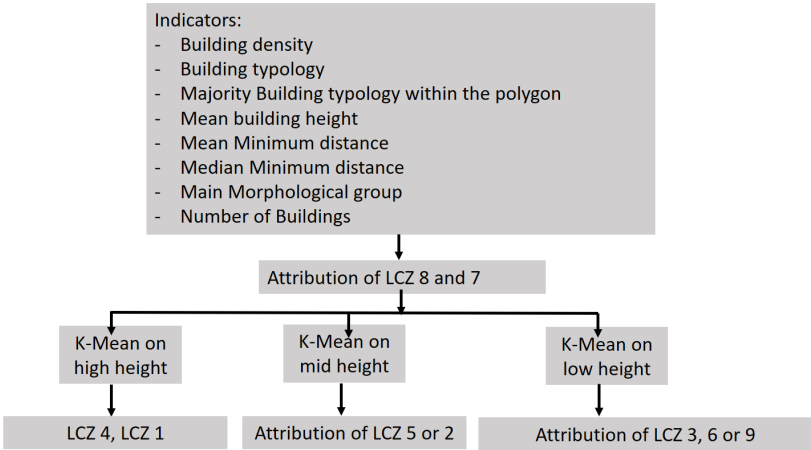 Indicators:
- Building density
- Building typology
- Majority Building typology within the polygon
- Mean building height
- Mean Minimum distance
- Median Minimum distance
- Main Morphological group
- Number of Buildings
Attribution of LCZ 8 and 7
K-Mean on
high height
K-Mean on
mid height
K-Mean on
low height
LCZ 4, LCZ 1
Attribution of LCZ 5 or 2
Attribution of LCZ 3, 6 or 9